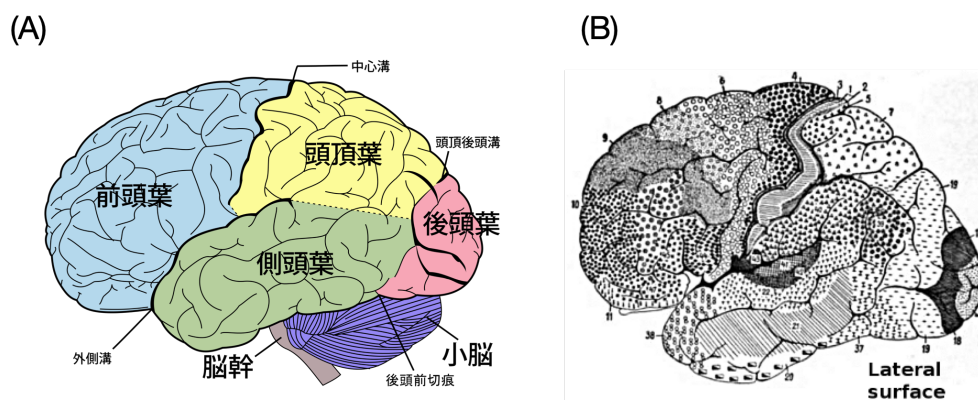 (A)
中心溝
頭頂後頭溝
頭頂葉
前頭葉
後頭葉
側頭葉
外側溝
脳幹
小脳
後頭前切痕
(B)
6
4
3
1
2
5
7
8
9
10
19
11
38
21
20
37
19
18
Lateral
surface